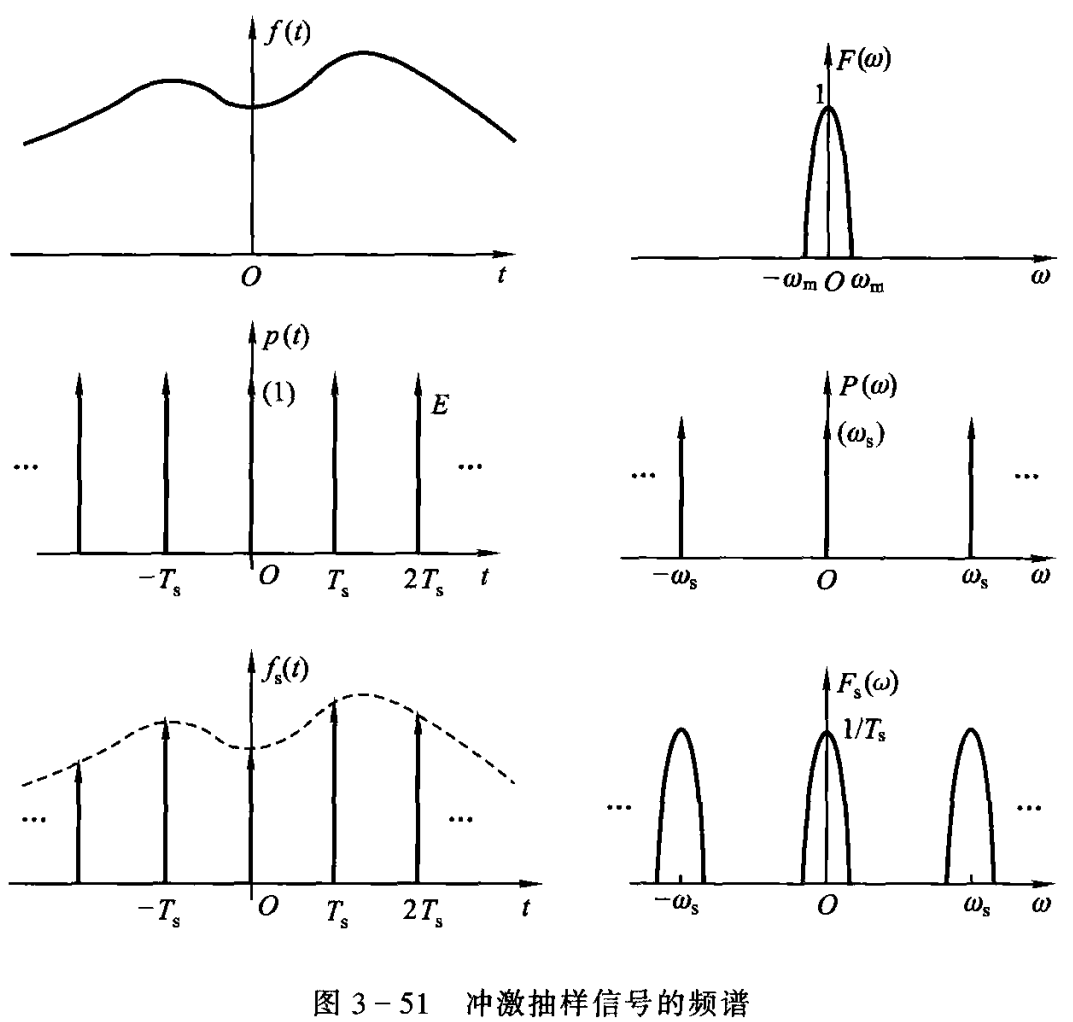 f(t)
O
t
F(ω)
1
-ωm O ωm
ω
p(t)
(1)
E
... ...
-Ts O Ts 2Ts t
P(ω)
(ωs)
... ...
-ωs O ωs ω
fs(t)
... ...
-Ts O Ts 2Ts t
Fs(ω)
1/Ts
... ...
-ωs O ωs ω
图 3-51 冲激抽样信号的频谱